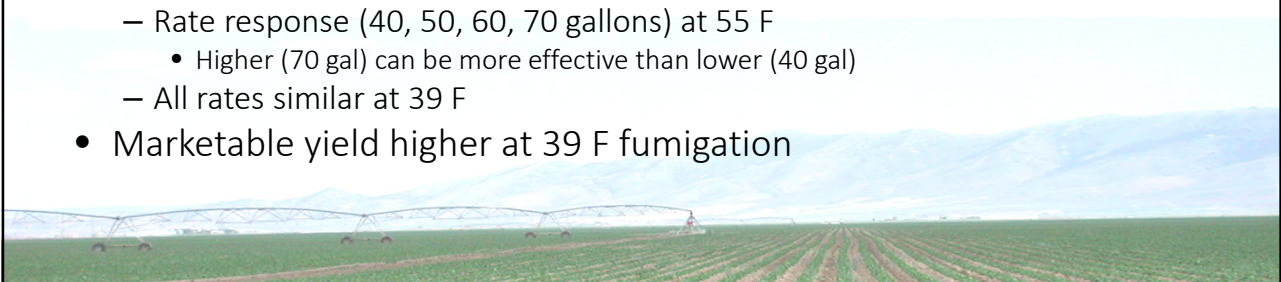 – Rate response (40, 50, 60, 70 gallons) at 55 F
• Higher (70 gal) can be more effective than lower (40 gal)
– All rates similar at 39 F
• Marketable yield higher at 39 F fumigation